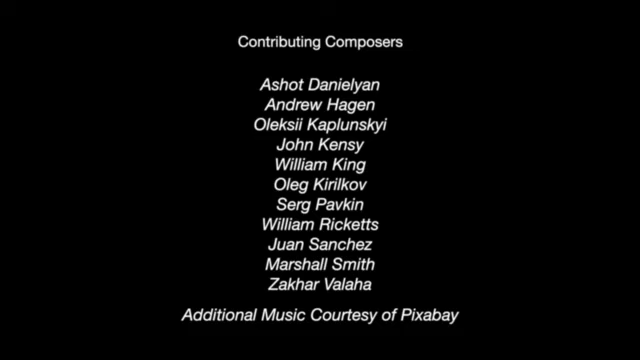 Contributing Composers
Ashot Danielyan
Andrew Hagen
Oleksii Kaplunskyi
John Kensy
William King
Oleg Kirilkov
Serg Pavkin
William Ricketts
Juan Sanchez
Marshall Smith
Zakhar Valaha
Additional Music Courtesy of Pixabay